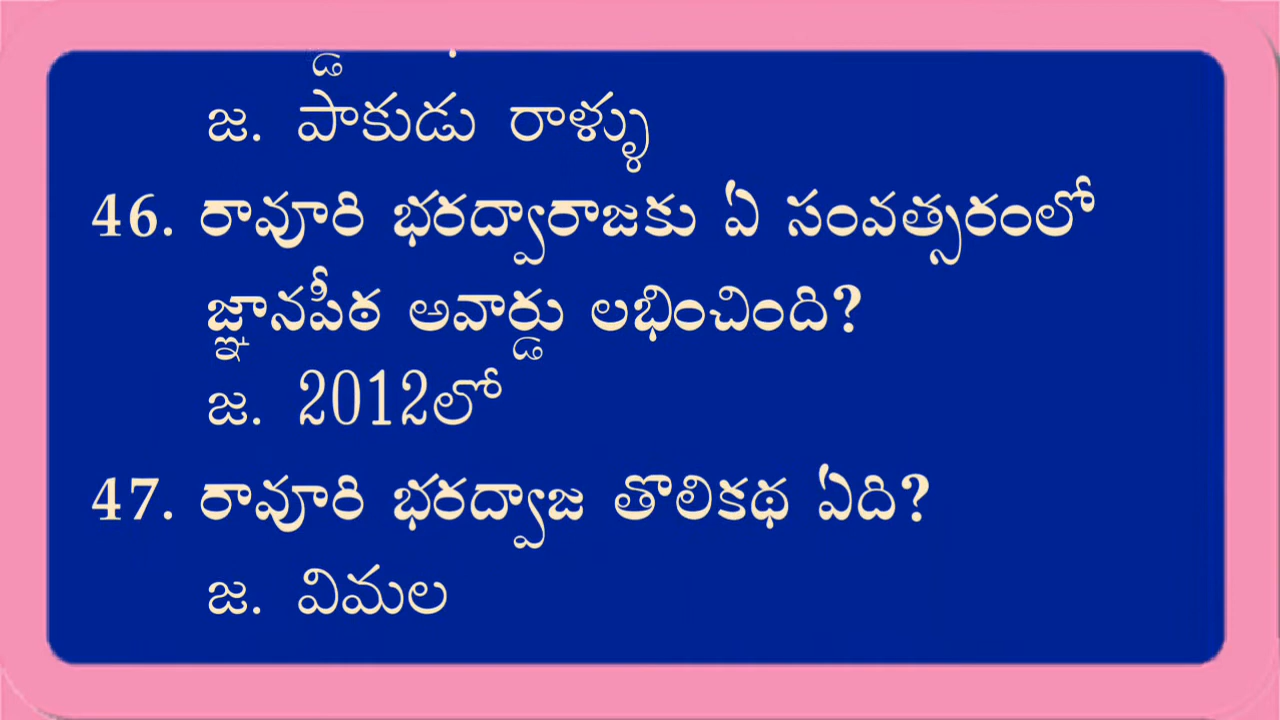 జ. పాకుడు రాళ్ళు
46. రావూరి భరద్వారాజకు ఏ సంవత్సరంలో
జ్ఞానపీఠ అవార్డు లభించింది?
జ. 2012లో
47. రావూరి భరద్వాజ తొలికథ ఏది?
జ. విమల